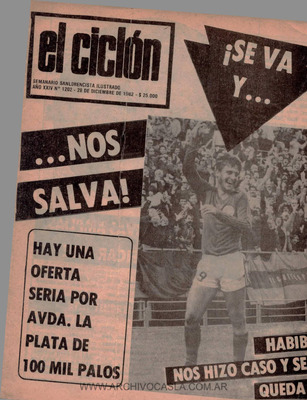 el ciclón
SEMANARIO SANLORENCISTA ILUSTRADO
AÑO XXIV Nº 1202 - 20 DE DICIEMBRE DE 1982 - $ 25.000
¡SE VA
Y...
...NOS
SALVA!
HAY UNA
OFERTA
SERIA POR
AVDA. LA
PLATA DE
100 MIL PALOS
9
HABIB
NOS HIZO CASO Y SE
QUEDA
WWW.ARCHIVOCASLA.COM.AR